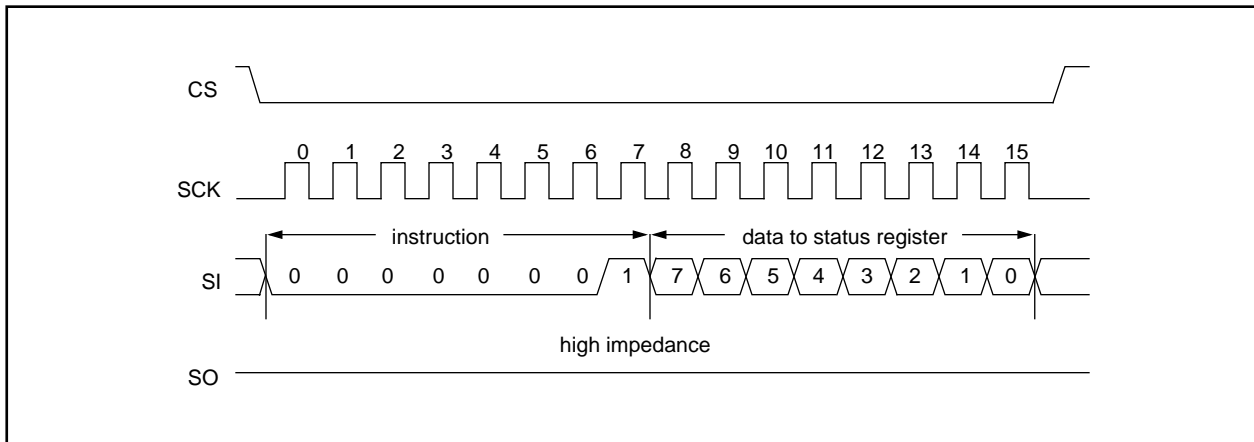 CS
0 1 2 3 4 5 6 7 8 9 10 11 12 13 14 15
SCK
instruction data to status register
SI 0 0 0 0 0 0 0 1 7 6 5 4 3 2 1 0
high impedance
SO